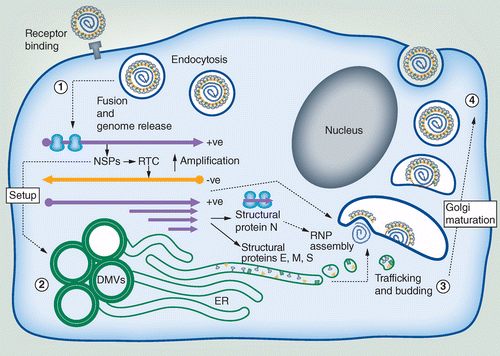 Receptor
binding
1
Endocytosis
Fusion
and
genome release
4
Nucleus
+ve
NSPs
RTC
Amplification
-ve
Setup
+ve
Structural
protein N
RNP
assembly
Golgi
maturation
Structural
proteins E, M, S
2
DMVs
ER
Trafficking
and budding
3